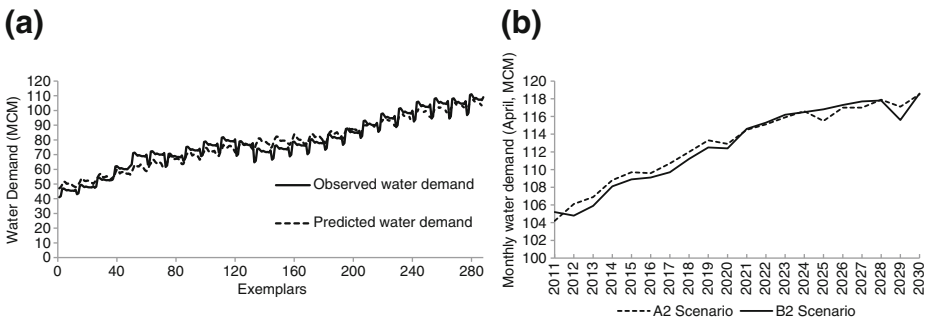 (a)
Water Demand (MCM)
120
110
100
90
80
70
60
50
40
30
20
10
0
0 40 80 120 160 200 240 280
Exemplars
Observed water demand
Predicted water demand
(b)
Monthly water demand (April, MCM)
120
118
116
114
112
110
108
106
104
102
100
2011 2012 2013 2014 2015 2016 2017 2018 2019 2020 2021 2022 2023 2024 2025 2026 2027 2028 2029 2030
A2 Scenario B2 Scenario